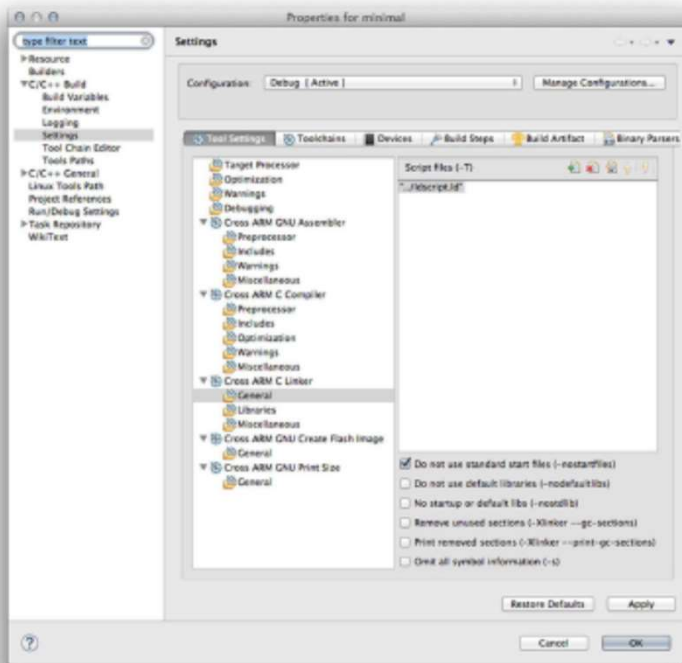 Properties for minimal
type filter text
Resource
Builders
C/C++ Build
Build Variables
Environment
Logging
Settings
Tool Chain Editor
Tools Paths
C/C++ General
Linux Tools Path
Project References
Run/Debug Settings
Task Repository
WikiText
Settings
Configuration: Debug [ Active ] Manage Configurations...
Tool Settings Toolchains Devices Build Steps Build Artifact Binary Parsers
Target Processor
Optimization
Warnings
Debugging
Cross ARM GNU Assembler
Preprocessor
Includes
Warnings
Miscellaneous
Cross ARM C Compiler
Preprocessor
Includes
Optimization
Warnings
Miscellaneous
Cross ARM C Linker
General
Libraries
Miscellaneous
Cross ARM GNU Create Flash Image
General
Cross ARM GNU Print Size
General
Script files (-T)
"../ldscript.ld"
Do not use standard start files (-nostartfiles)
Do not use default libraries (-nodefaultlibs)
No startup or default libs (-nostdlib)
Remove unused sections (-Xlinker --gc-sections)
Print removed sections (-Xlinker --print-gc-sections)
Omit all symbol information (-s)
Restore Defaults Apply
? Cancel OK